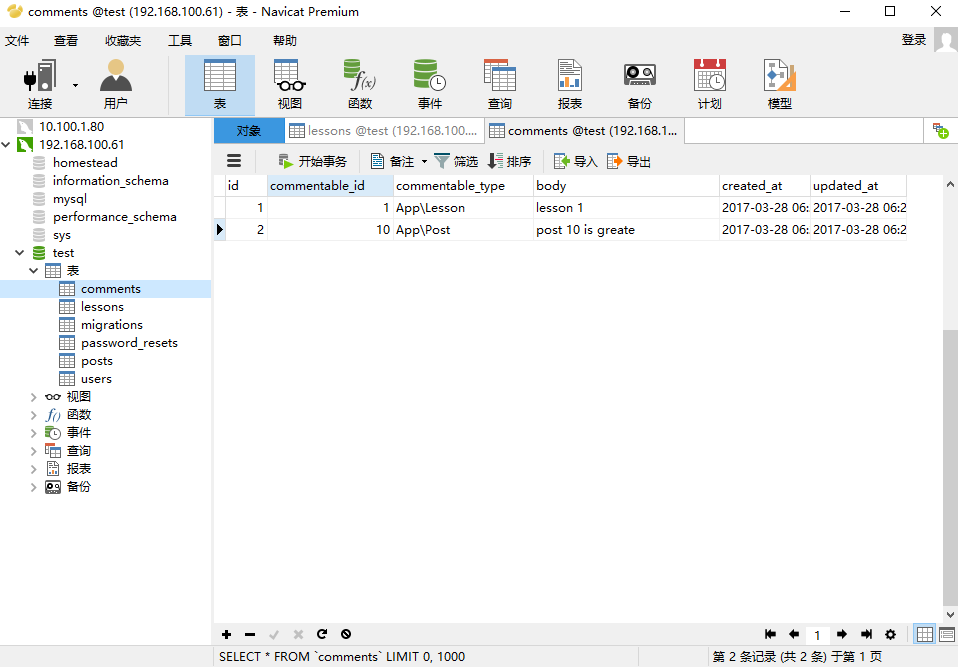 comments @test (192.168.100.61) - 表 - Navicat Premium
文件 查看 收藏夹 工具 窗口 帮助 登录
连接 用户 表 视图 函数 事件 查询 报表 备份 计划 模型
10.100.1.80
192.168.100.61
homestead
information_schema
mysql
performance_schema
sys
test
表
comments
lessons
migrations
password_resets
posts
users
视图
函数
事件
查询
报表
备份
对象 lessons @test (192.168.100.... comments @test (192.168.1...
开始事务 备注 筛选 排序 导入 导出
id commentable_id commentable_type body created_at updated_at
1 1 App\Lesson lesson 1 2017-03-28 06: 2017-03-28 06:2
2 10 App\Post post 10 is greate 2017-03-28 06: 2017-03-28 06:2
1
SELECT * FROM `comments` LIMIT 0, 1000 第 2 条记录 (共 2 条) 于第 1 页